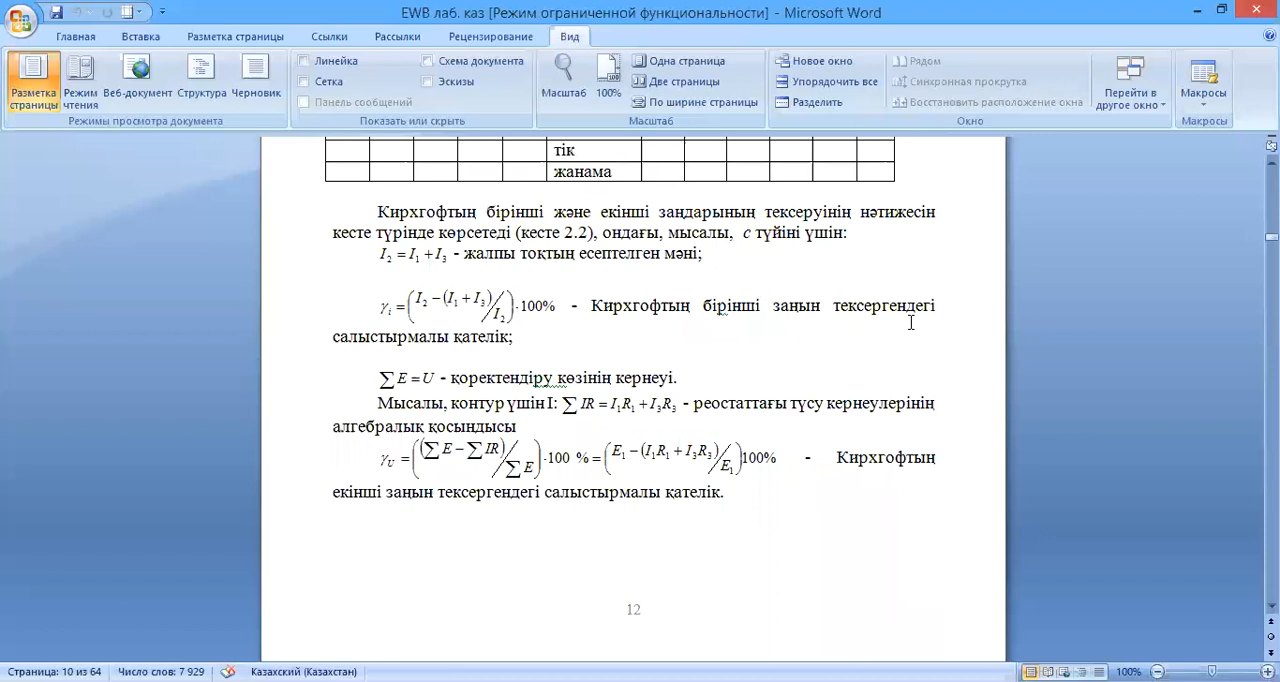 EWB лаб. каз [Режим ограниченной функциональности] - Microsoft Word
Главная Вставка Разметка страницы Ссылки Рассылки Рецензирование Вид
Линейка Схема документа Одна страница Новое окно Рядом
Сетка Эскизы Две страницы Упорядочить все Синхронная прокрутка
Панель сообщений По ширине страницы Разделить Восстановить расположение окна
Разметка страницы Режим чтения Веб-документ Структура Черновик Масштаб 100% Перейти в другое окно Макросы
Режимы просмотра документа Показать или скрыть Масштаб Окно Макросы
тік
жанама
Кирхгофтың бірінші және екінші заңдарының тексеруінің нәтижесін
кесте түрінде көрсетеді (кесте 2.2), ондағы, мысалы, с түйіні үшін:
I₂ = I₁ + I₃ - жалпы тоқтың есептелген мәні;
γᵢ = (I₂ − (I₁ + I₃)/I₂) · 100% - Кирхгофтың бірінші заңын тексергендегі
салыстырмалы қателік;
∑ E = U - қоректендіру көзінің кернеуі.
Мысалы, контур үшін І: ∑ IR = I₁R₁ + I₃R₃ - реостаттағы түсу кернеулерінің
алгебралық қосындысы
γ_U = ((∑ E − ∑ IR)/∑ E) · 100 % = (E₁ − (I₁R₁ + I₃R₃)/E₁)100% - Кирхгофтың
екінші заңын тексергендегі салыстырмалы қателік.
12
Страница: 10 из 64 Число слов: 7 929 Казахский (Казахстан) 100%